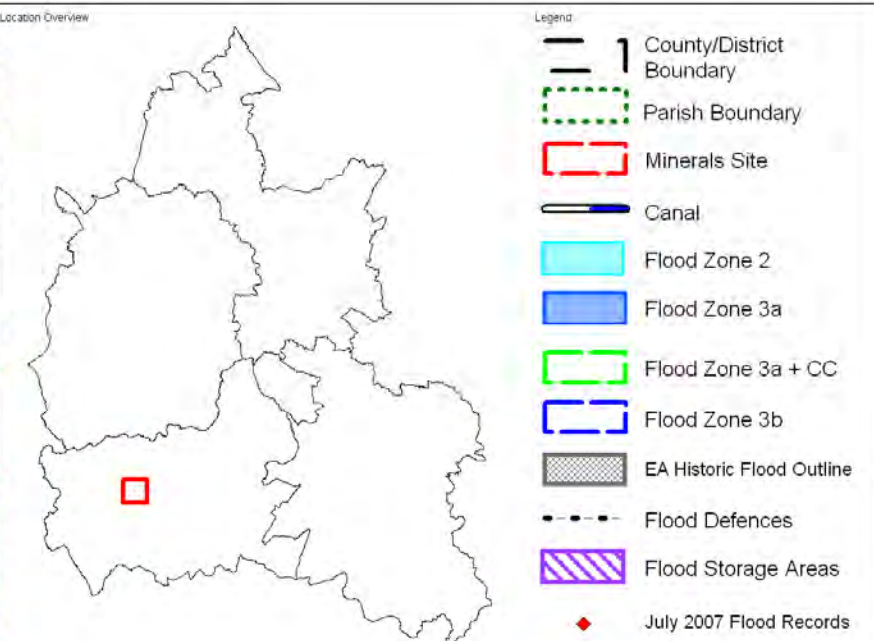 Location Overview
Legend
County/District
Boundary
Parish Boundary
Minerals Site
Canal
Flood Zone 2
Flood Zone 3a
Flood Zone 3a + CC
Flood Zone 3b
EA Historic Flood Outline
Flood Defences
Flood Storage Areas
July 2007 Flood Records